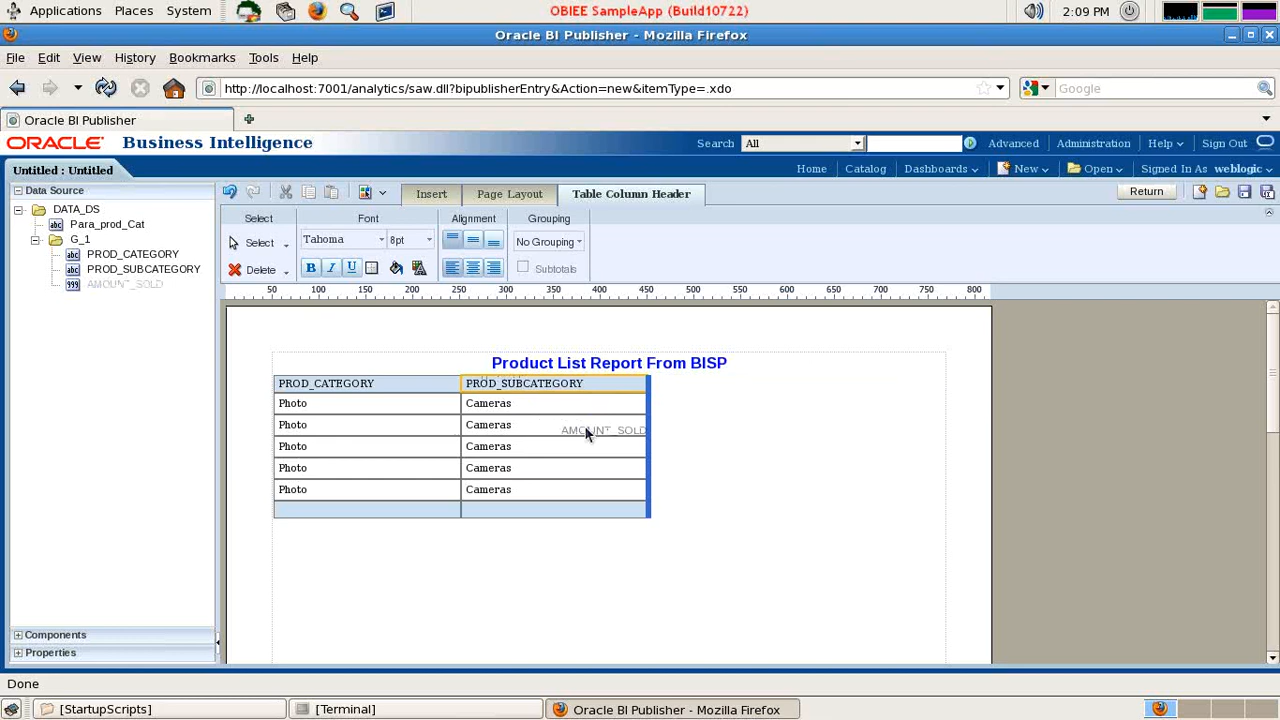 Applications Places System OBIEE SampleApp (Build10722) 2:09 PM
Oracle BI Publisher - Mozilla Firefox
File Edit View History Bookmarks Tools Help
http://localhost:7001/analytics/saw.dll?bipublisherEntry&Action=new&itemType=.xdo Google
Oracle BI Publisher
ORACLE Business Intelligence Search All Advanced Administration Help Sign Out
Untitled : Untitled Home Catalog Dashboards New Open Signed In As weblogic
Data Source Insert Page Layout Table Column Header Return
DATA_DS
Select Font Alignment Grouping
Para_prod_Cat
G_1
Select Tahoma 8pt No Grouping
abc PROD_CATEGORY
abc PROD_SUBCATEGORY
Delete B I U Subtotals
999 AMOUNT_SOLD
50 100 150 200 250 300 350 400 450 500 550 600 650 700 750 800
Product List Report From BISP
PROD_CATEGORY PROD_SUBCATEGORY
Photo Cameras
Photo Cameras
AMOUNT_SOLD
Photo Cameras
Photo Cameras
Photo Cameras
Components
Properties
Done
[StartupScripts] [Terminal] Oracle BI Publisher - Mozilla Firefox